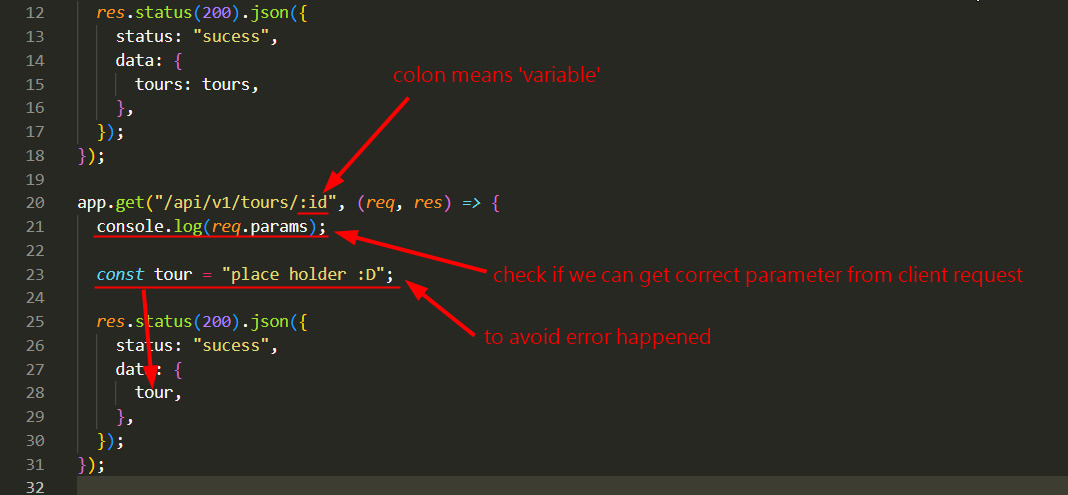 12 res.status(200).json({
13 status: "sucess",
14 data: {
colon means 'variable'
15 tours: tours,
16 },
17 });
18 });
19
20 app.get("/api/v1/tours/:id", (req, res) => {
21 console.log(req.params);
22
23 const tour = "place holder :D";
check if we can get correct parameter from client request
24
25 res.status(200).json({
to avoid error happened
26 status: "sucess",
27 data: {
28 tour,
29 },
30 });
31 });
32